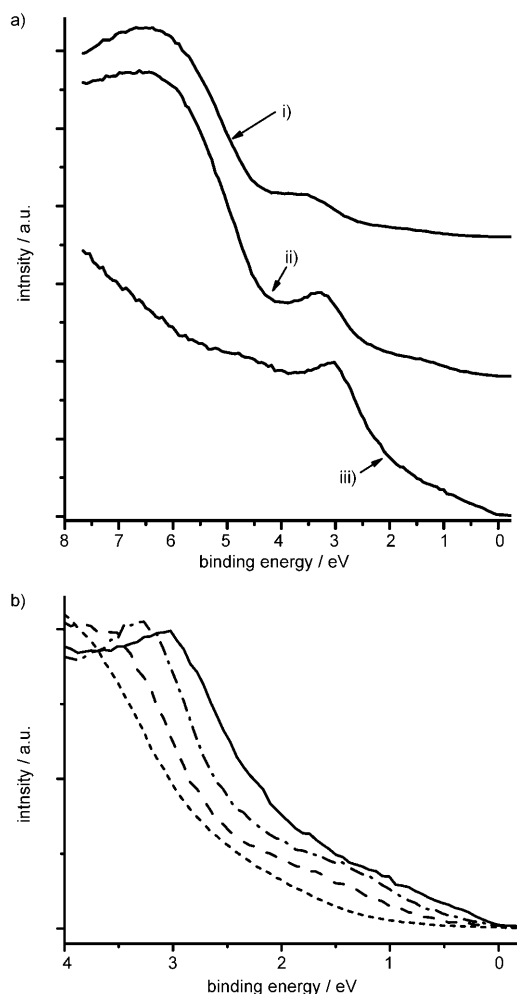 a)
i)
ii)
iii)
intnsity / a.u.
8 7 6 5 4 3 2 1 0
binding energy / eV
b)
intnsity / a.u.
4 3 2 1 0
binding energy / eV